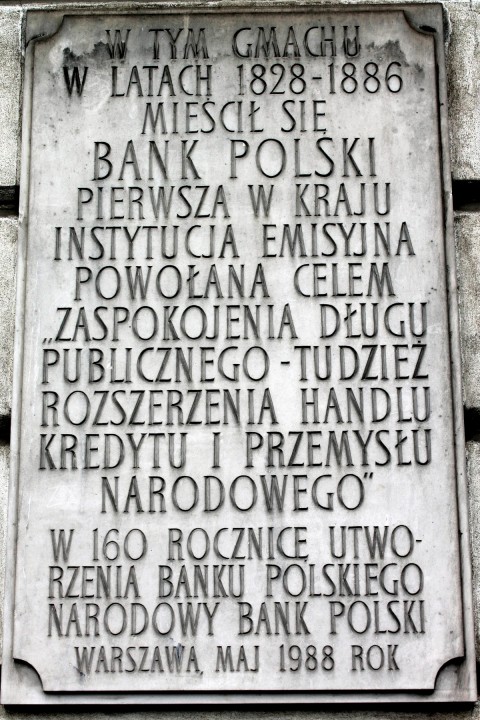 W TYM GMACHU
W LATACH 1828-1886
MIEŚCIŁ SIĘ
BANK POLSKI
PIERWSZA W KRAJU
INSTYTUCJA EMISYJNA
POWOŁANA CELEM
„ZASPOKOJENIA DŁUGU
PUBLICZNEGO - TUDZIEŻ
ROZSZERZENIA HANDLU
KREDYTU I PRZEMYSŁU
NARODOWEGO"
W 160 ROCZNICĘ UTWO-
RZENIA BANKU POLSKIEGO
NARODOWY BANK POLSKI
WARSZAWA, MAJ 1988 ROK